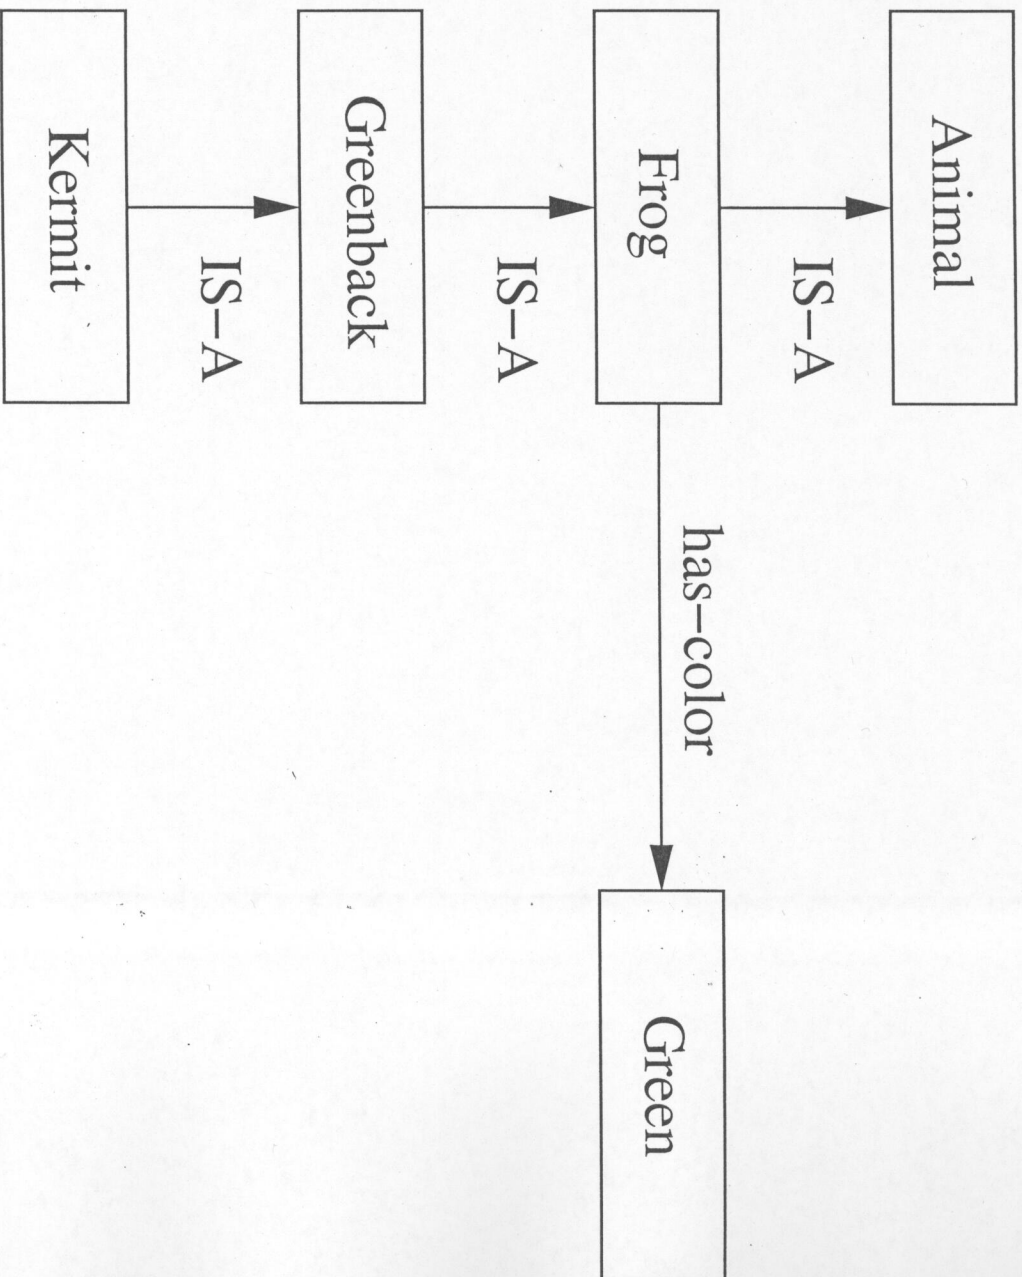 Animal
IS–A
Frog
has–color
Green
IS–A
Greenback
IS–A
Kermit